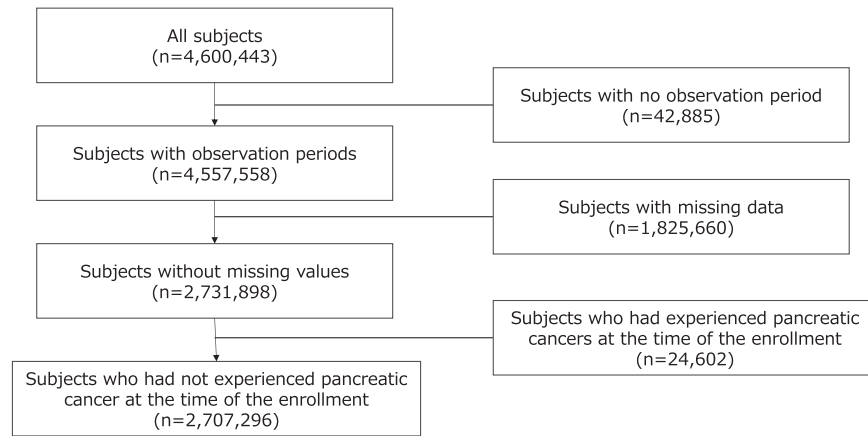 All subjects
(n=4,600,443)
Subjects with no observation period
(n=42,885)
Subjects with observation periods
(n=4,557,558)
Subjects with missing data
(n=1,825,660)
Subjects without missing values
(n=2,731,898)
Subjects who had experienced pancreatic
cancers at the time of the enrollment
(n=24,602)
Subjects who had not experienced pancreatic
cancer at the time of the enrollment
(n=2,707,296)